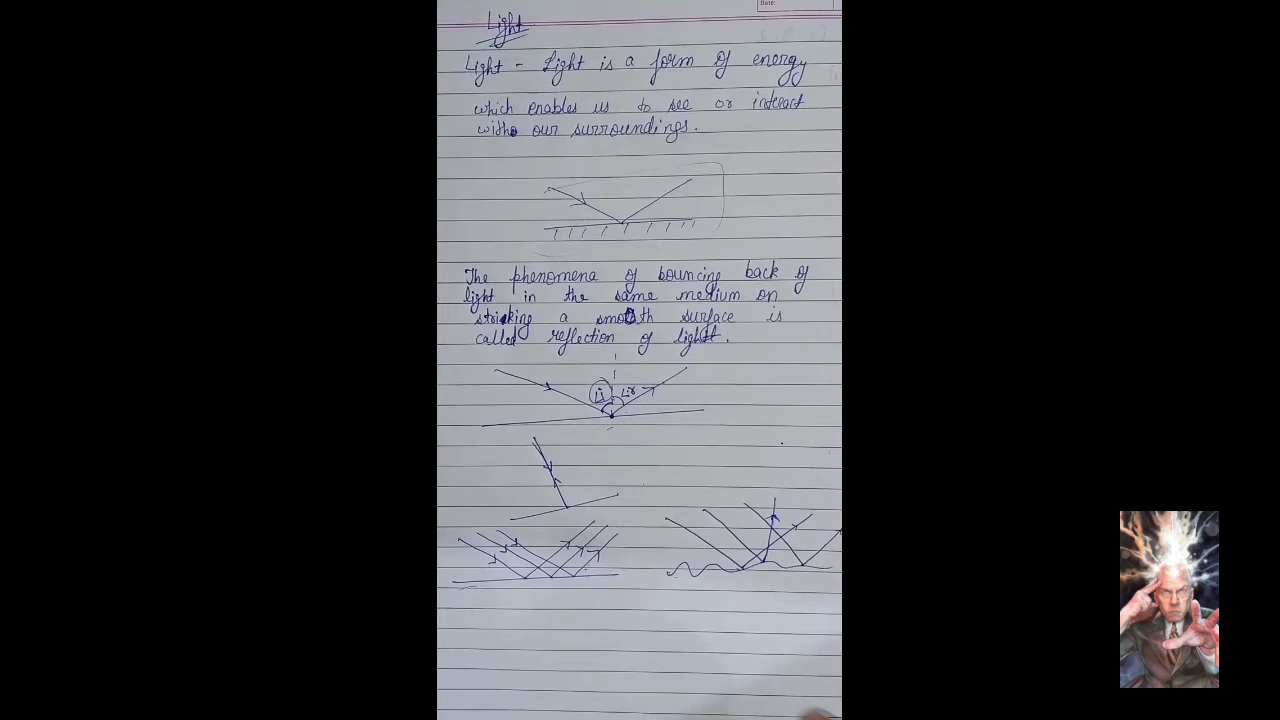 Date:
Light
Light - Light is a form of energy
which enables us to see or interact
with our surroundings.
The phenomena of bouncing back of
light in the same medium on
striking a smooth surface is
called reflection of light.
∠i ∠r